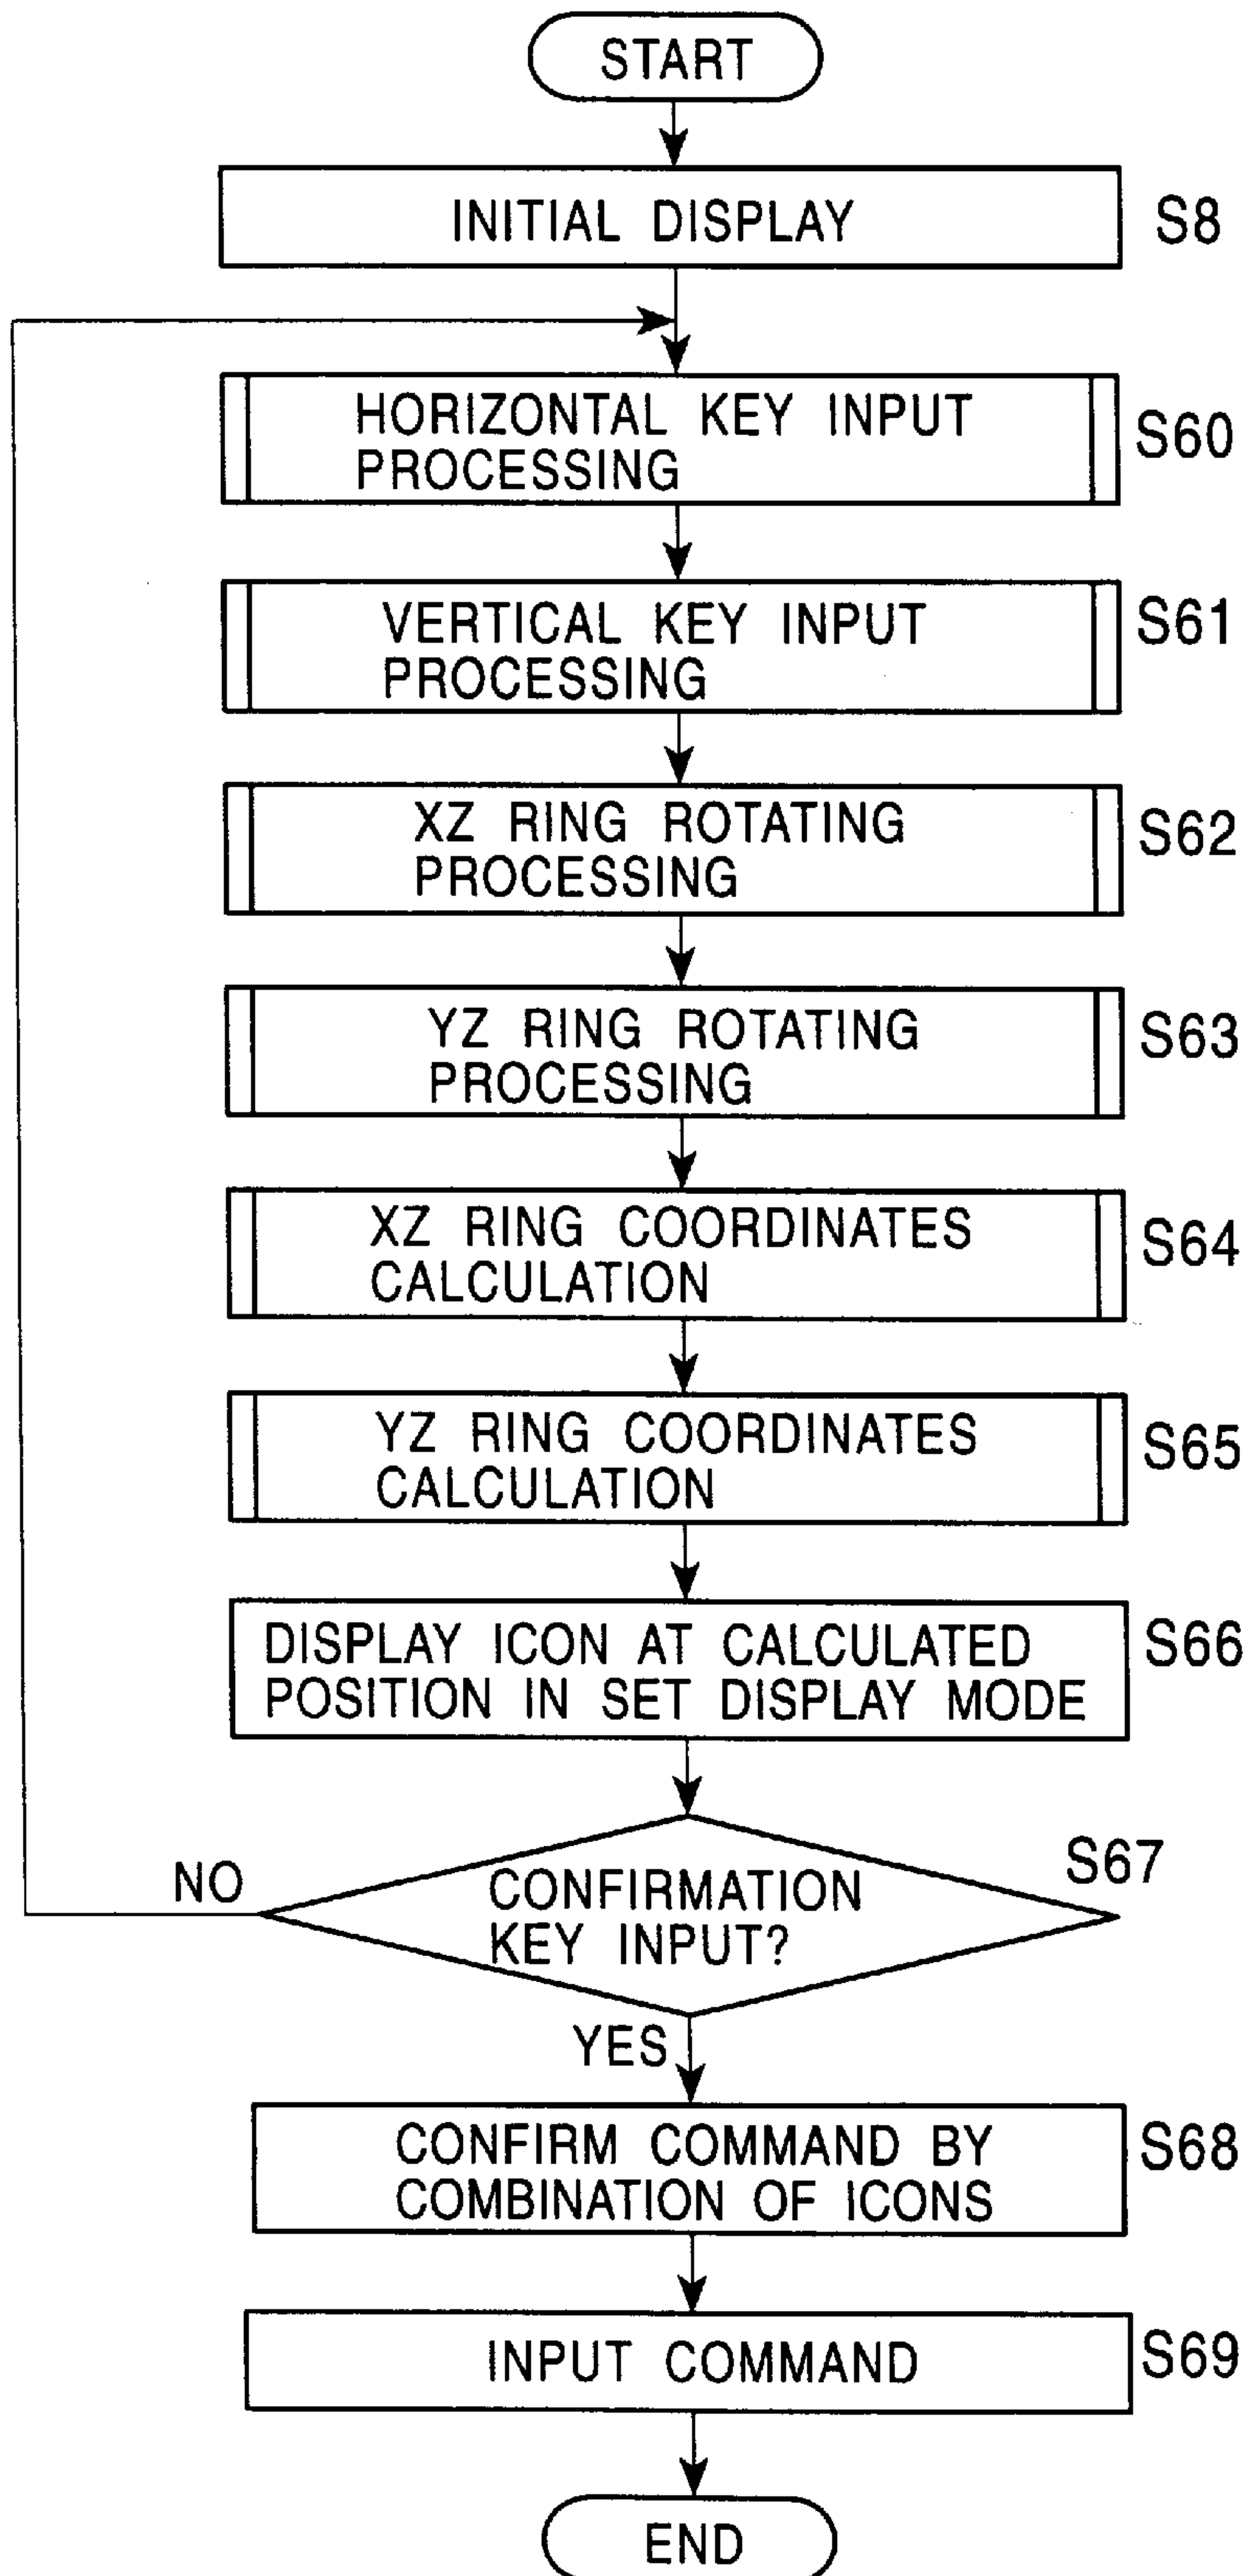 START
INITIAL DISPLAY
S8
HORIZONTAL KEY INPUT
PROCESSING
S60
VERTICAL KEY INPUT
PROCESSING
S61
XZ RING ROTATING
PROCESSING
S62
YZ RING ROTATING
PROCESSING
S63
XZ RING COORDINATES
CALCULATION
S64
YZ RING COORDINATES
CALCULATION
S65
DISPLAY ICON AT CALCULATED
POSITION IN SET DISPLAY MODE
S66
NO
CONFIRMATION
KEY INPUT?
S67
YES
CONFIRM COMMAND BY
COMBINATION OF ICONS
S68
INPUT COMMAND
S69
END